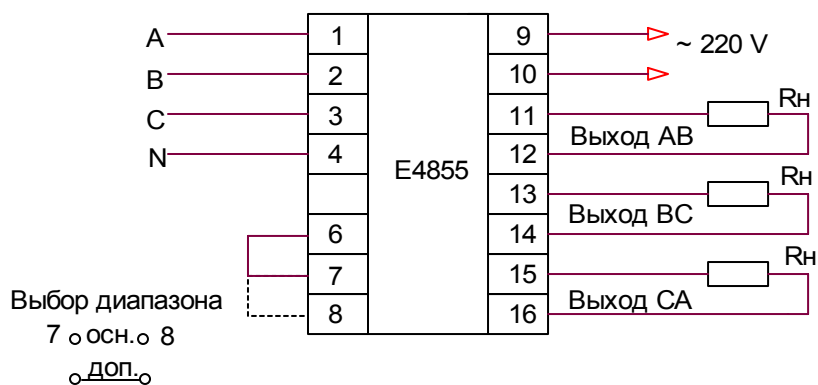 A 1 9 ~ 220 V
B 2 10
C 3 11 Rн
Выход AB
N 4 12
E4855
13 Rн
Выход BC
6 14
7 15 Rн
Выход CA
8 16
Выбор диапазона
7 осн. 8
доп.